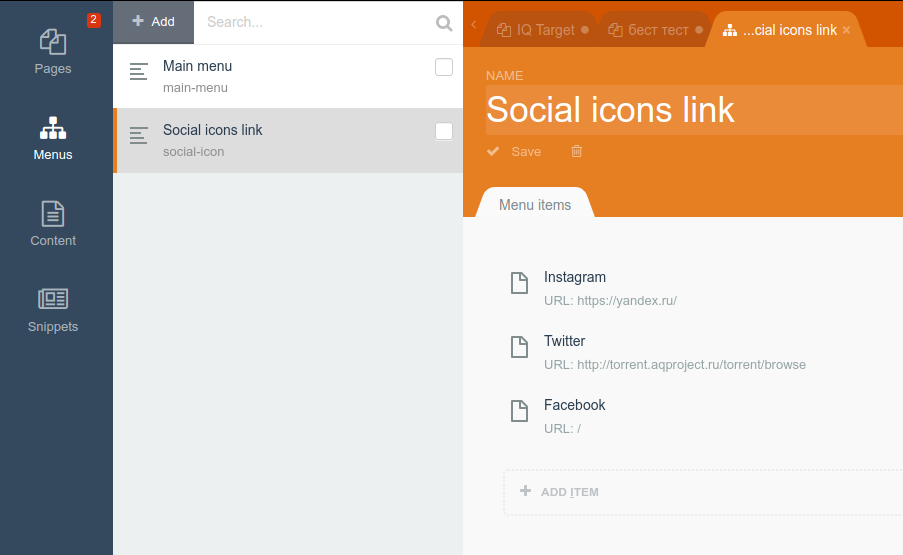 2
Pages
Menus
Content
Snippets
Add
Search...
Main menu
main-menu
Social icons link
social-icon
IQ Target
бест тест
...cial icons link ×
NAME
Social icons link
Save
Menu items
Instagram
URL: https://yandex.ru/
Twitter
URL: http://torrent.aqproject.ru/torrent/browse
Facebook
URL: /
ADD ITEM